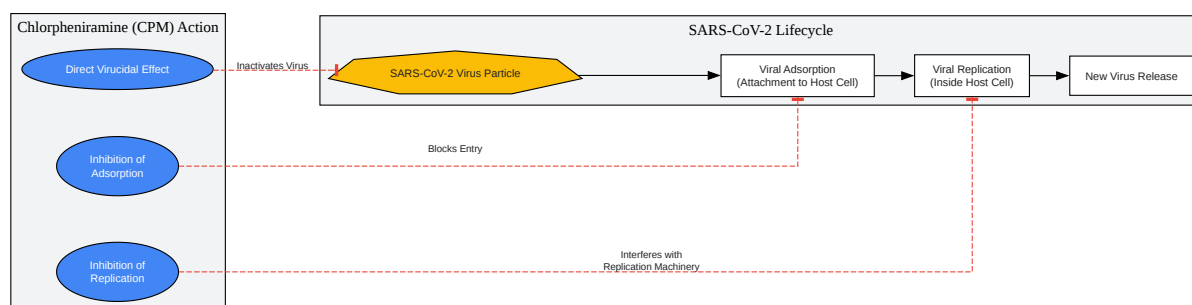 Chlorpheniramine (CPM) Action
SARS-CoV-2 Lifecycle
Direct Virucidal Effect
Inactivates Virus
SARS-CoV-2 Virus Particle
Viral Adsorption
(Attachment to Host Cell)
Viral Replication
(Inside Host Cell)
New Virus Release
Inhibition of
Adsorption
Blocks Entry
Inhibition of
Replication
Interferes with
Replication Machinery